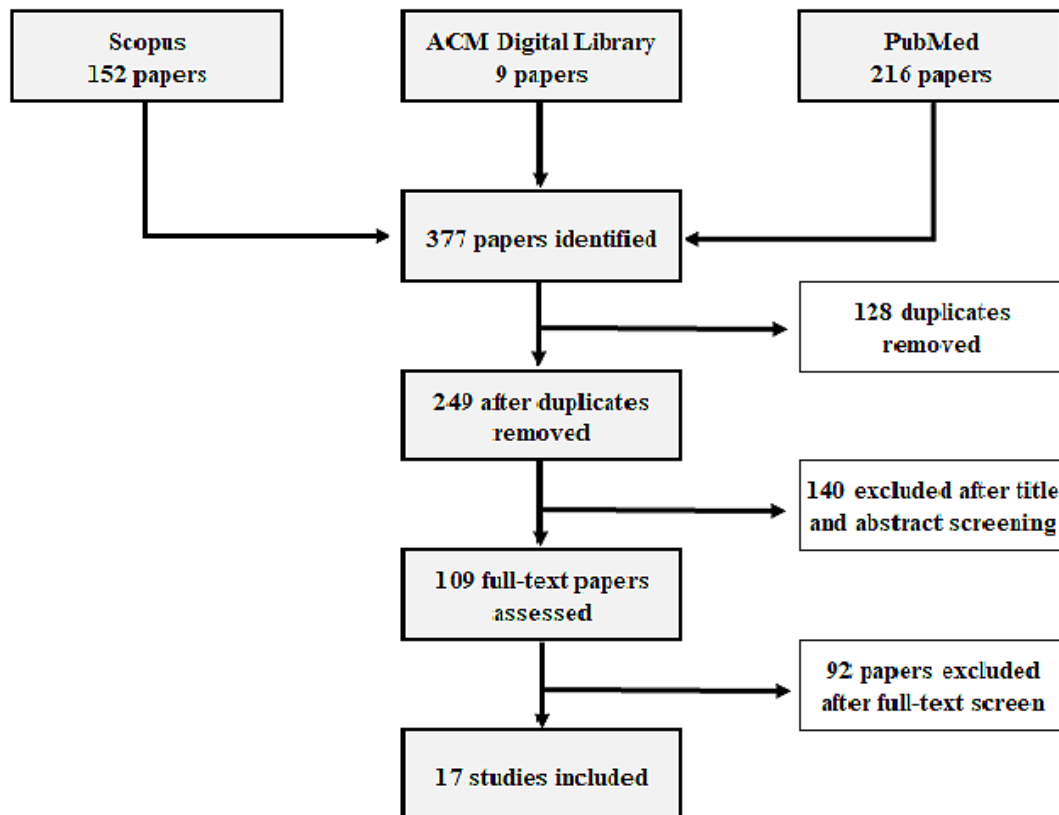 Scopus
152 papers
ACM Digital Library
9 papers
PubMed
216 papers
377 papers identified
128 duplicates
removed
249 after duplicates
removed
140 excluded after title
and abstract screening
109 full-text papers
assessed
92 papers excluded
after full-text screen
17 studies included